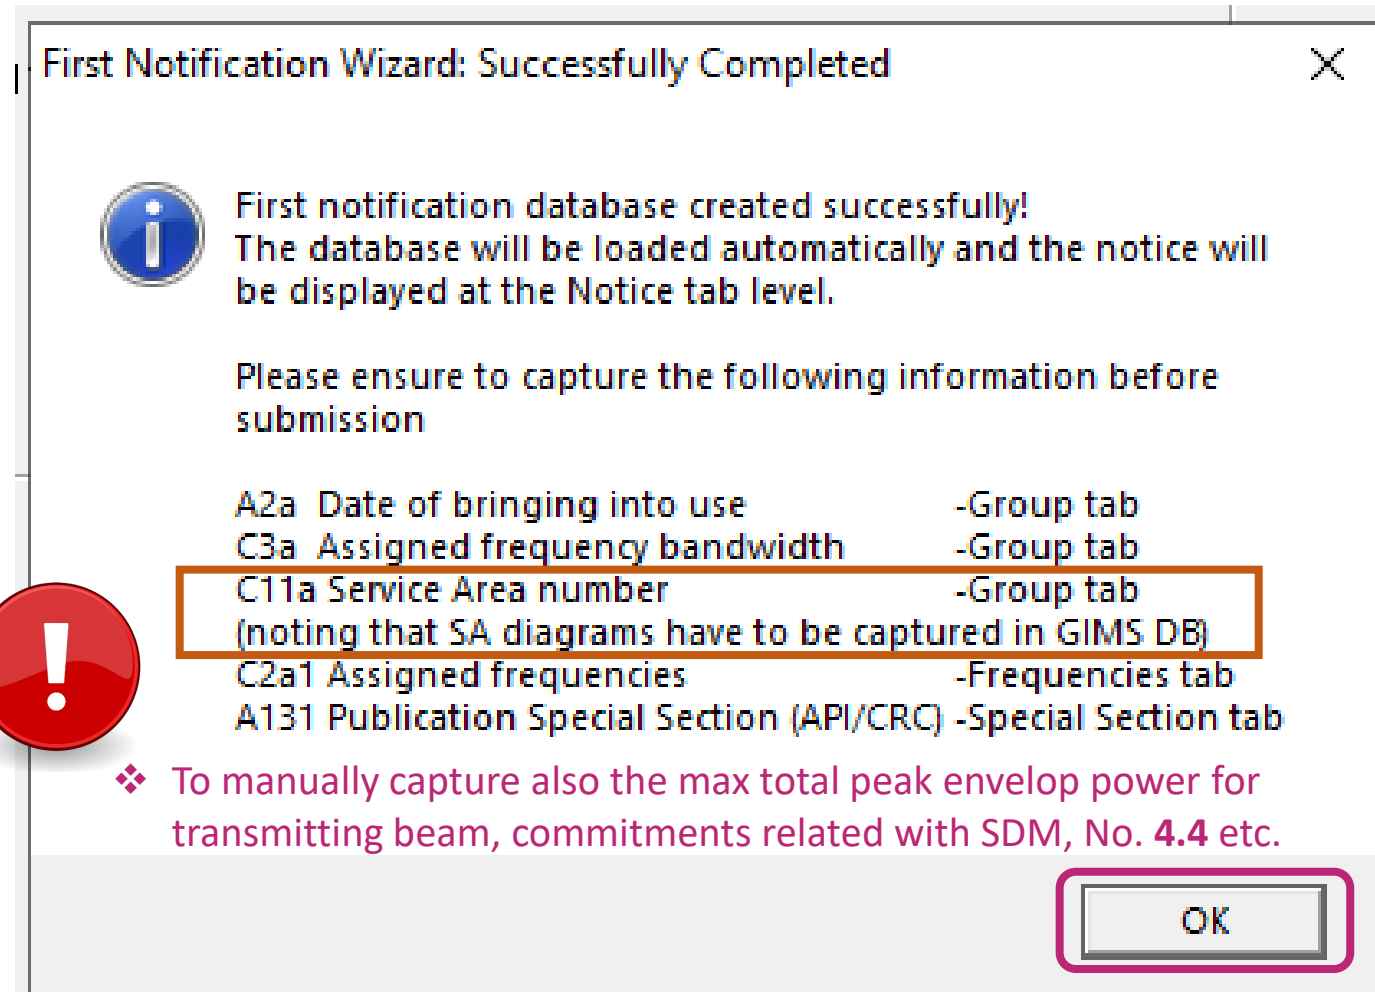 First Notification Wizard: Successfully Completed
First notification database created successfully!
The database will be loaded automatically and the notice will
be displayed at the Notice tab level.
Please ensure to capture the following information before
submission
A2a Date of bringing into use -Group tab
C3a Assigned frequency bandwidth -Group tab
C11a Service Area number -Group tab
(noting that SA diagrams have to be captured in GIMS DB)
C2a1 Assigned frequencies -Frequencies tab
A131 Publication Special Section (API/CRC) -Special Section tab
❖ To manually capture also the max total peak envelop power for
transmitting beam, commitments related with SDM, No. 4.4 etc.
OK